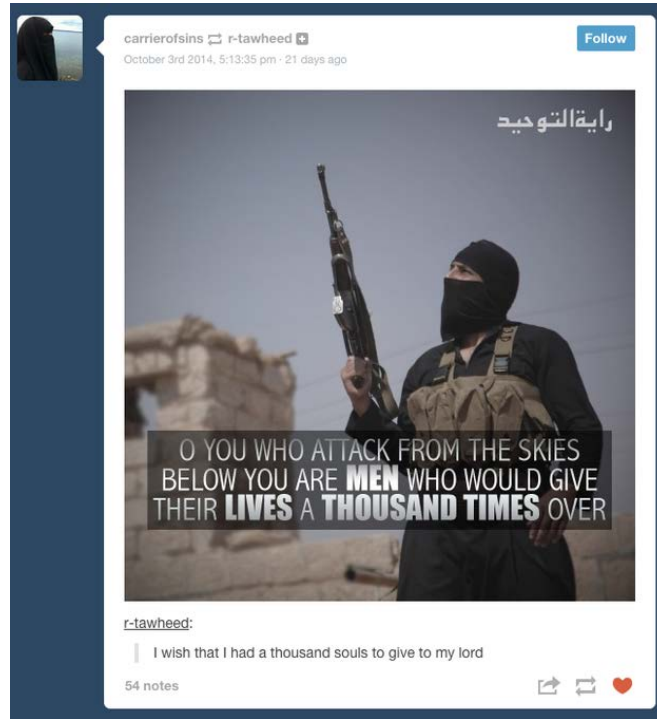 carrierofsins r-tawheed
Follow
October 3rd 2014, 5:13:35 pm · 21 days ago
رايةالتوحيد
O YOU WHO ATTACK FROM THE SKIES
BELOW YOU ARE MEN WHO WOULD GIVE
THEIR LIVES A THOUSAND TIMES OVER
r-tawheed:
I wish that I had a thousand souls to give to my lord
54 notes